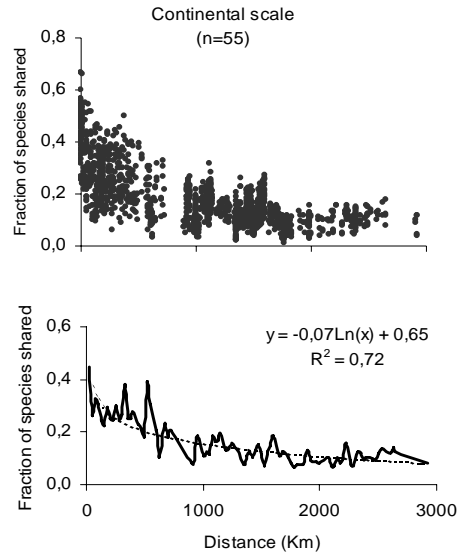 Continental scale
(n=55)
Fraction of species shared
0,8
0,6
0,4
0,2
0,0
Fraction of species shared
0,6
0,4
0,2
0,0
y = -0,07Ln(x) + 0,65
R² = 0,72
0
1000
2000
3000
Distance (Km)